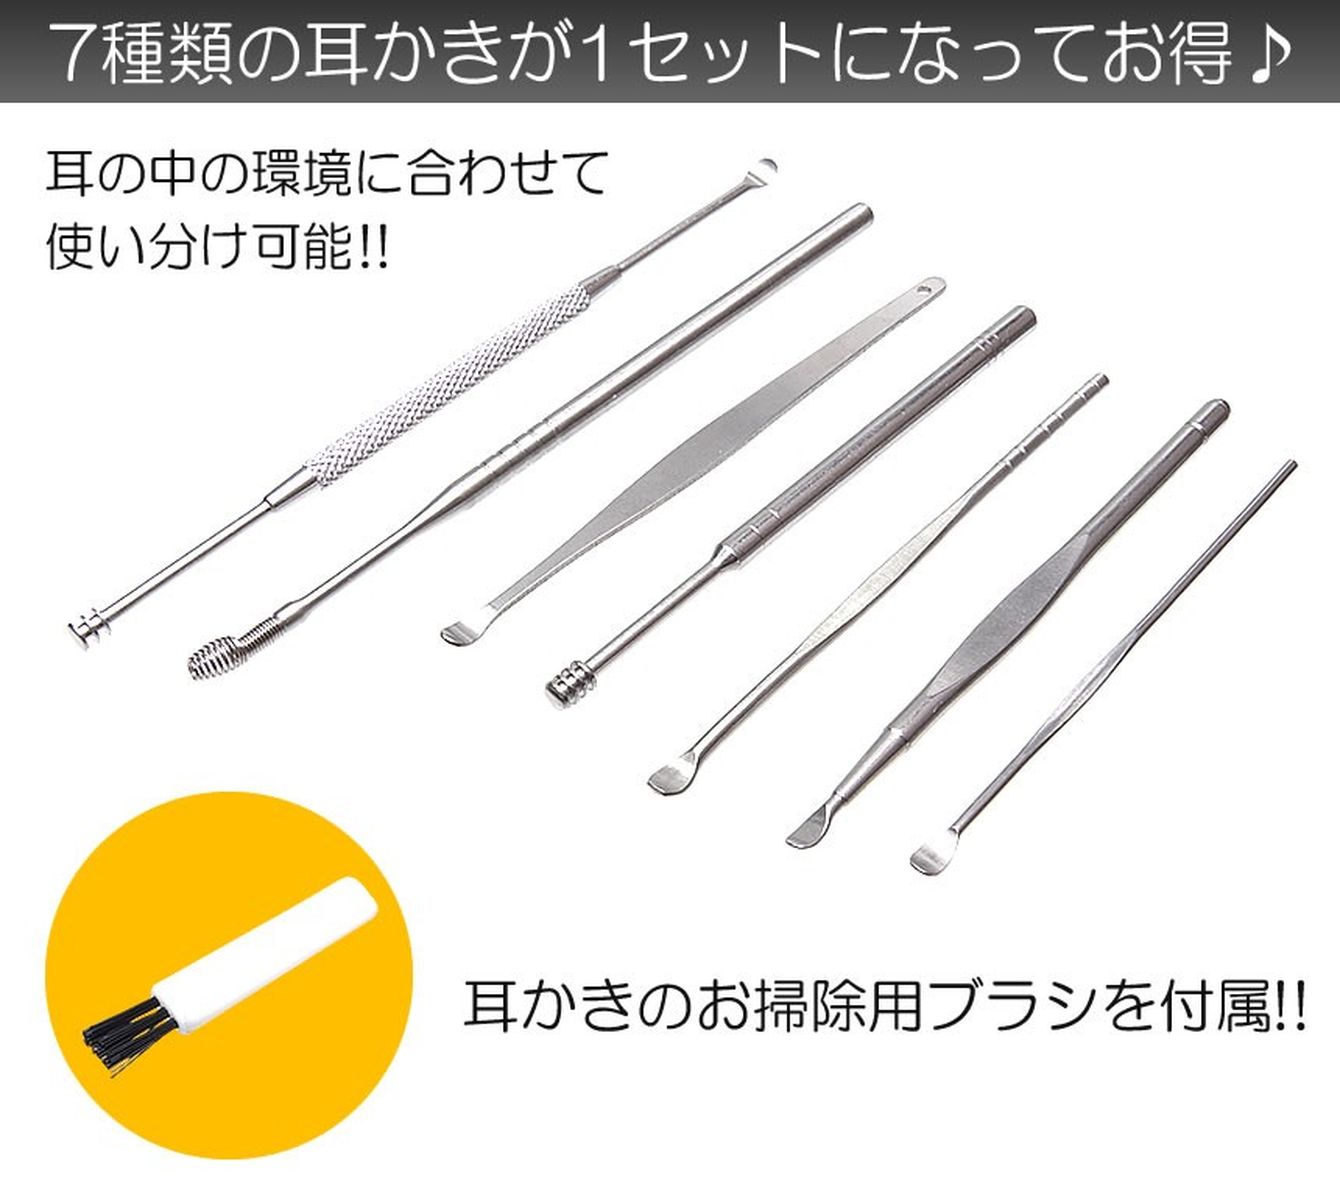 7種類の耳かきが1セットになってお得♪
耳の中の環境に合わせて
使い分け可能!!
耳かきのお掃除用ブラシを付属!!